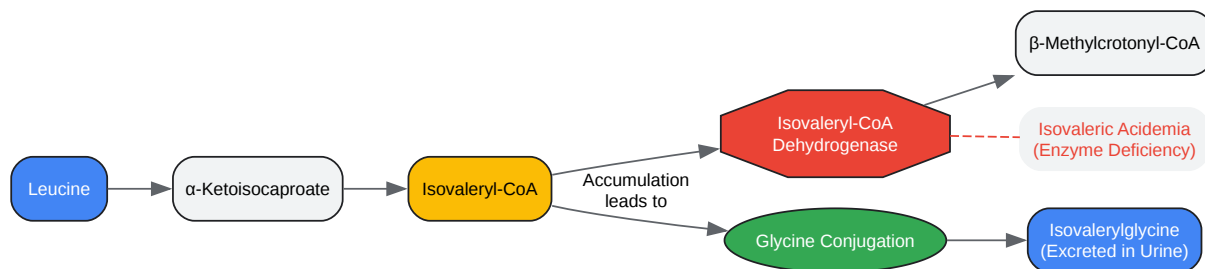 Leucine
α-Ketoisocaproate
Isovaleryl-CoA
Accumulation
leads to
Isovaleryl-CoA
Dehydrogenase
β-Methylcrotonyl-CoA
Isovaleric Acidemia
(Enzyme Deficiency)
Glycine Conjugation
Isovalerylglycine
(Excreted in Urine)